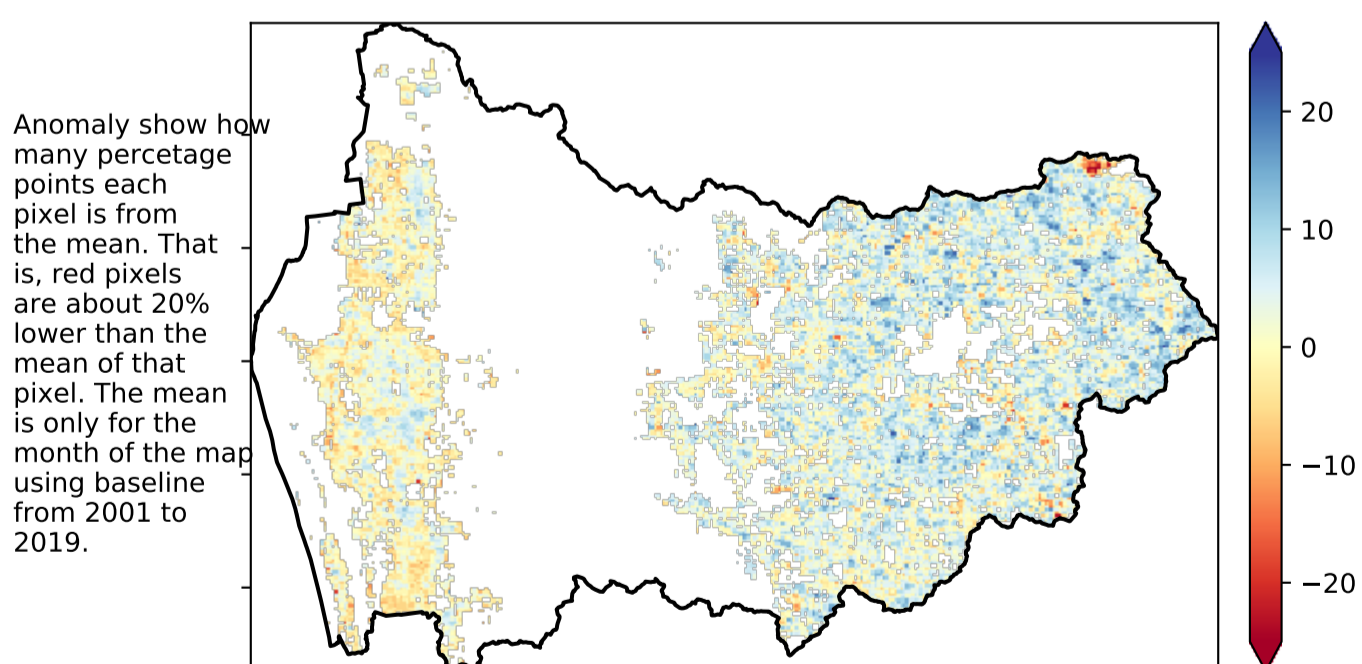 Anomaly show how
many percetage
points each
pixel is from
the mean. That
is, red pixels
are about 20%
lower than the
mean of that
pixel. The mean
is only for the
month of the map
using baseline
from 2001 to
2019.
20
10
0
−10
−20